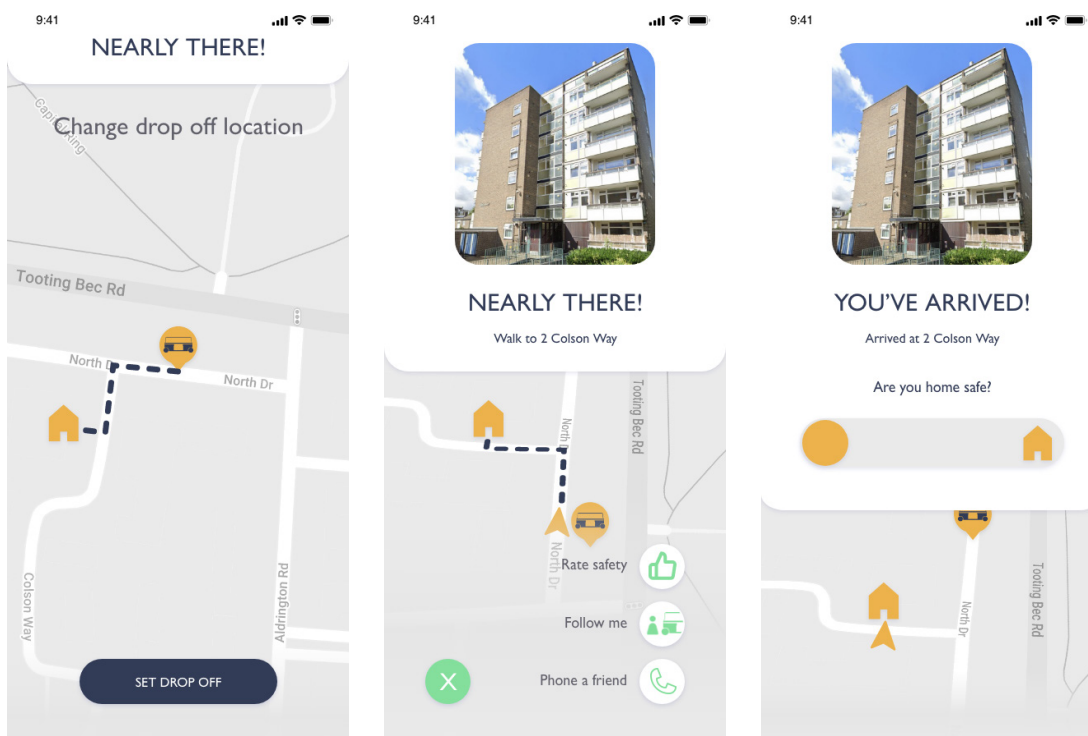 9:41
NEARLY THERE!
Capital Ring
Change drop off location
Tooting Bec Rd
North D
North Dr
Colson Way
Aldrington Rd
SET DROP OFF
9:41
NEARLY THERE!
Walk to 2 Colson Way
Tooting Bec Rd
North D
North Dr
Rate safety
Follow me
Phone a friend
X
9:41
YOU'VE ARRIVED!
Arrived at 2 Colson Way
Are you home safe?
Tooting Bec Rd
North Dr